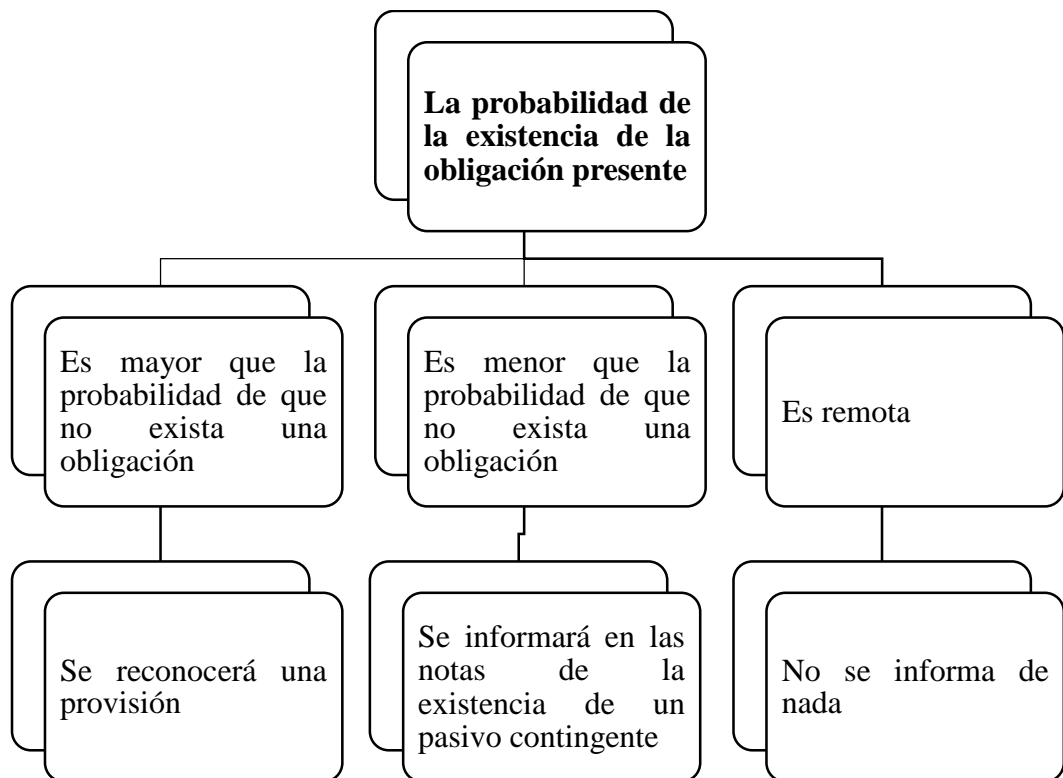 La probabilidad de
la existencia de la
obligación presente
Es mayor que la
probabilidad de que
no exista una
obligación
Es menor que la
probabilidad de que
no exista una
obligación
Es remota
Se reconocerá una
provisión
Se informará en las
notas de la
existencia de un
pasivo contingente
No se informa de
nada